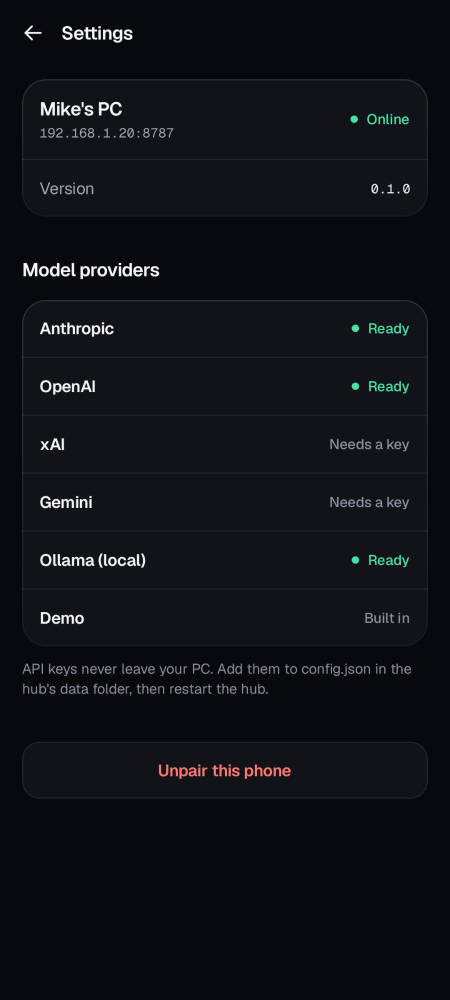 Settings
Mike's PC
192.168.1.20:8787
Online
Version
0.1.0
Model providers
Anthropic
Ready
OpenAI
Ready
xAI
Needs a key
Gemini
Needs a key
Ollama (local)
Ready
Demo
Built in
API keys never leave your PC. Add them to config.json in the
hub's data folder, then restart the hub.
Unpair this phone